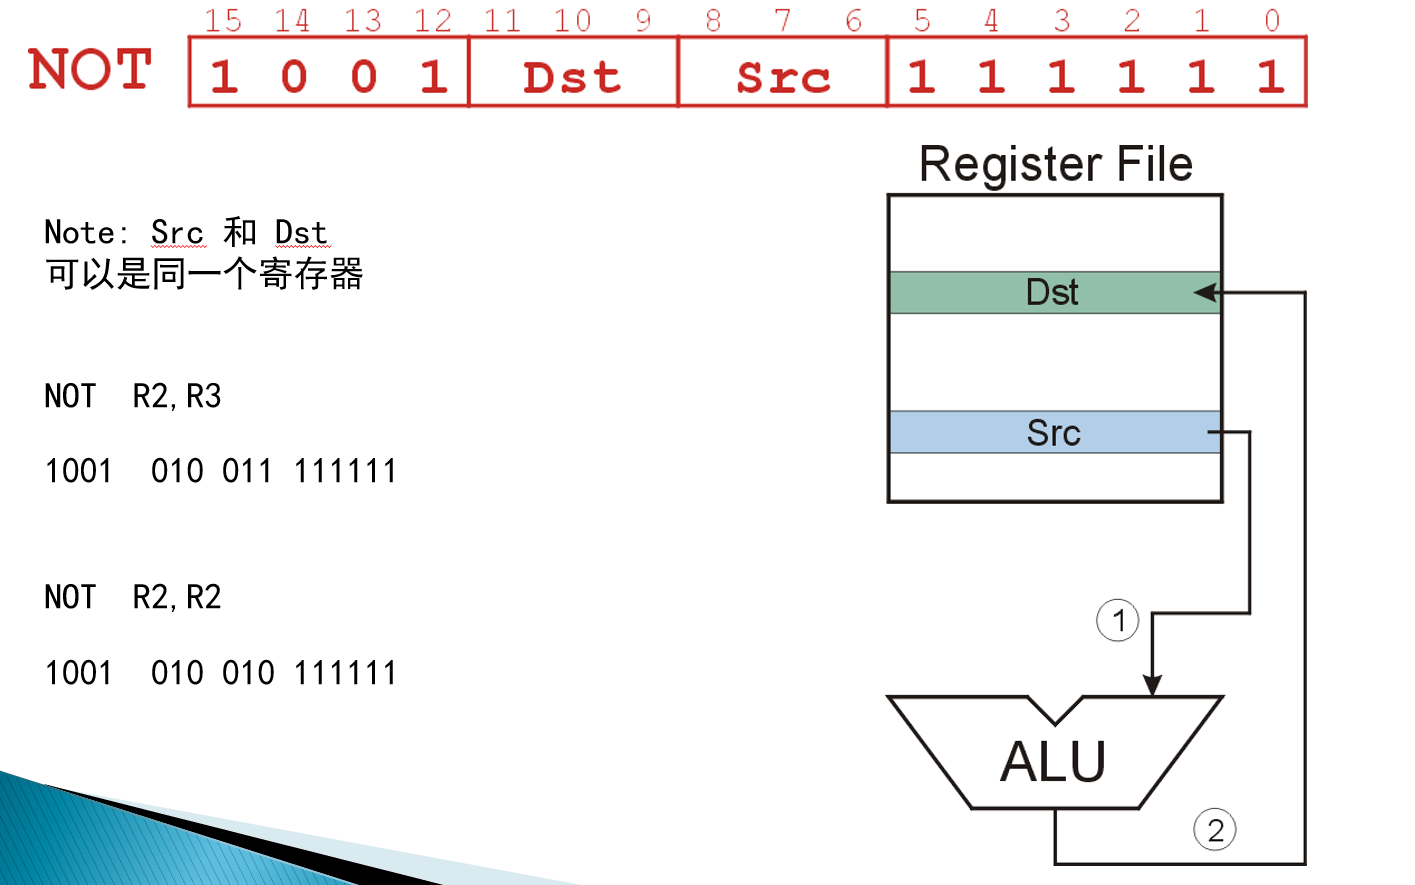 15 14 13 12 11 10 9 8 7 6 5 4 3 2 1 0
NOT 1 0 0 1 Dst Src 1 1 1 1 1 1
Register File
Note: Src 和 Dst
可以是同一个寄存器
Dst
NOT R2,R3
Src
1001 010 011 111111
NOT R2,R2
1
1001 010 010 111111
ALU
2